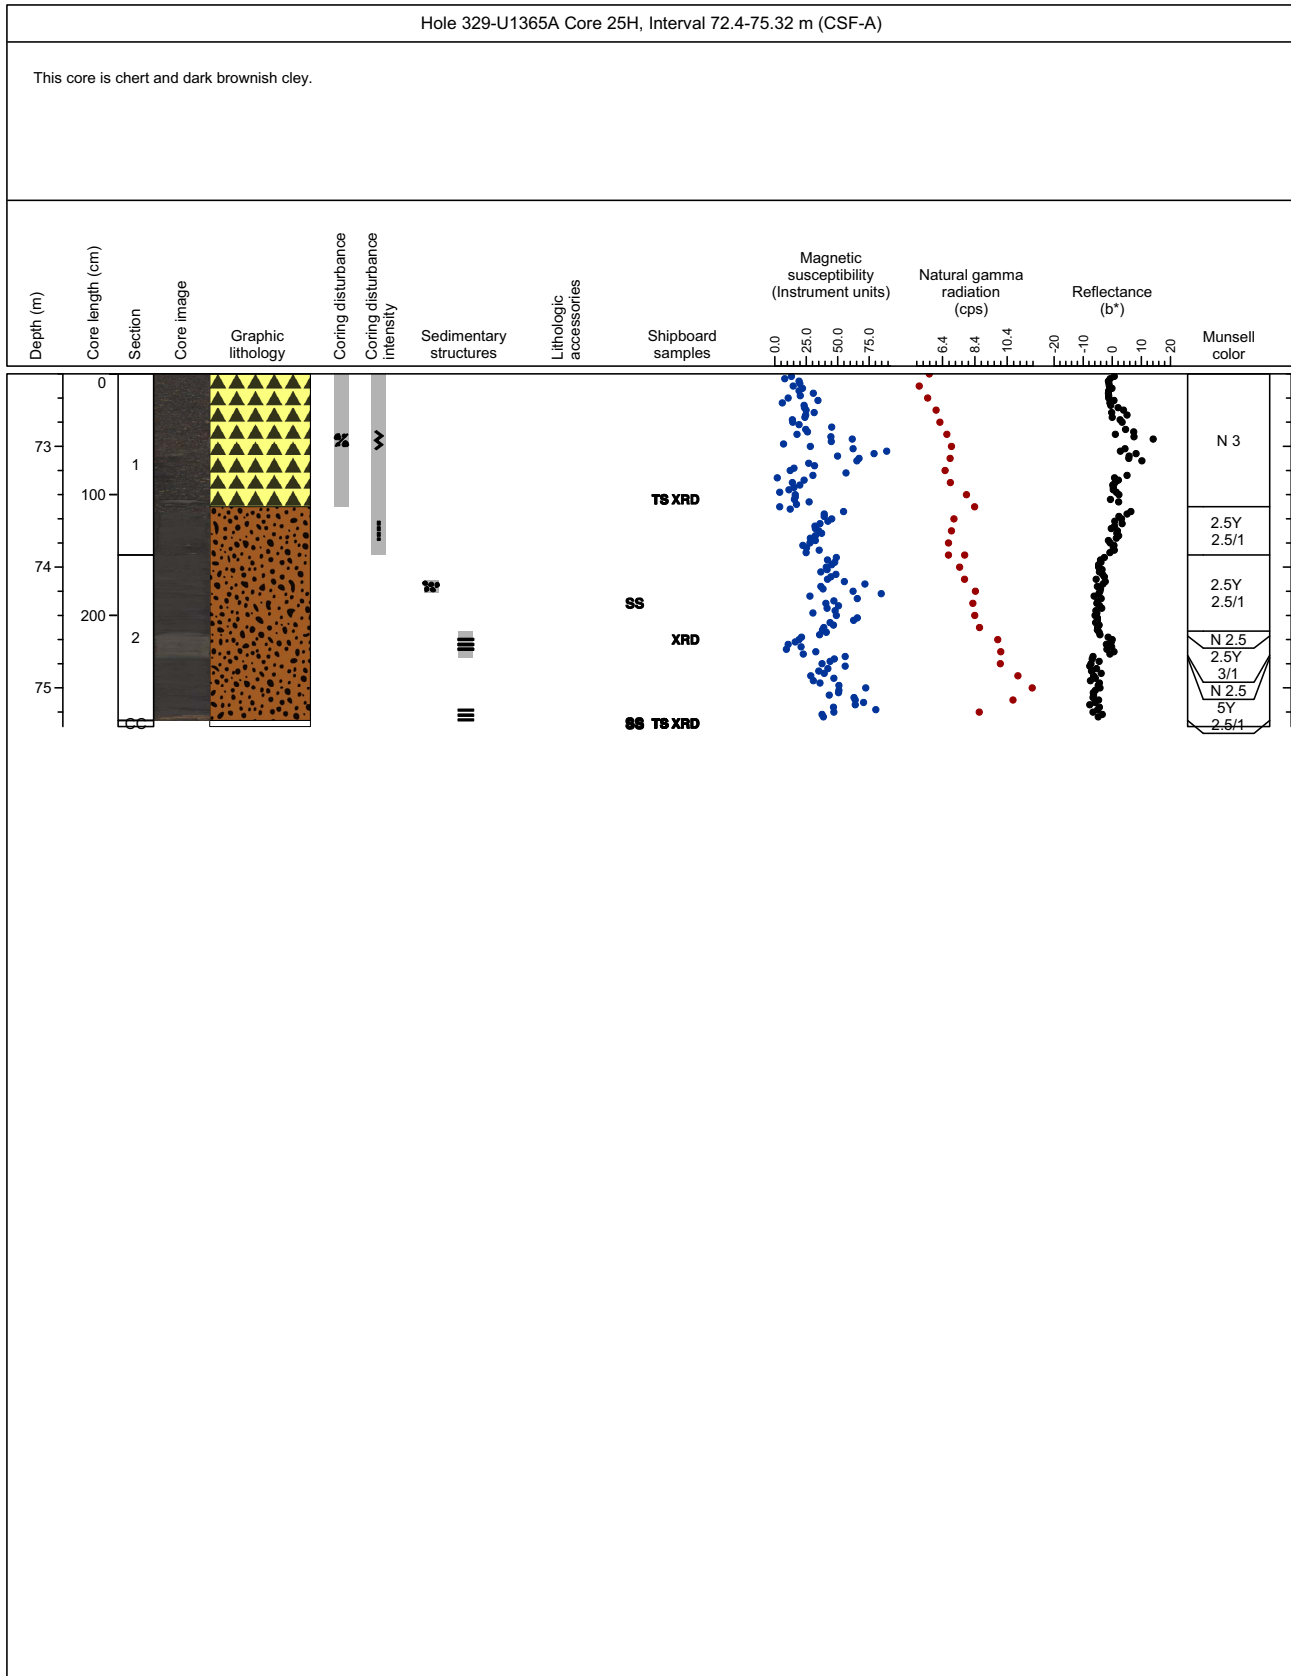 Hole 329-U1365A Core 25H, Interval 72.4-75.32 m (CSF-A)
This core is chert and dark brownish cley.
Depth (m)
Core length (cm)
Section
Core image
Graphic
lithology
Coring disturbance
Coring disturbance
intensity
Sedimentary
structures
Lithologic
accessories
Shipboard
samples
Magnetic
susceptibility
(Instrument units)
0.0 25.0 50.0 75.0
Natural gamma
radiation
(cps)
6.4 8.4 10.4
Reflectance
(b*)
-20 -10 0 10 20
Munsell
color
0
73
1
N 3
100
TS XRD
2.5Y
2.5/1
74
2.5Y
2.5/1
SS
200
2
XRD
N 2.5
2.5Y
3/1
75
N 2.5
5Y
2.5/1
CC
SS TS XRD